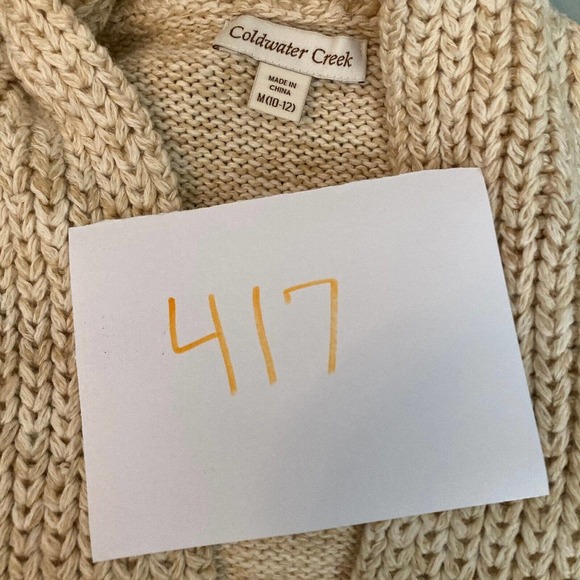 Coldwater Creek
MADE IN
CHINA
M(10-12)
417